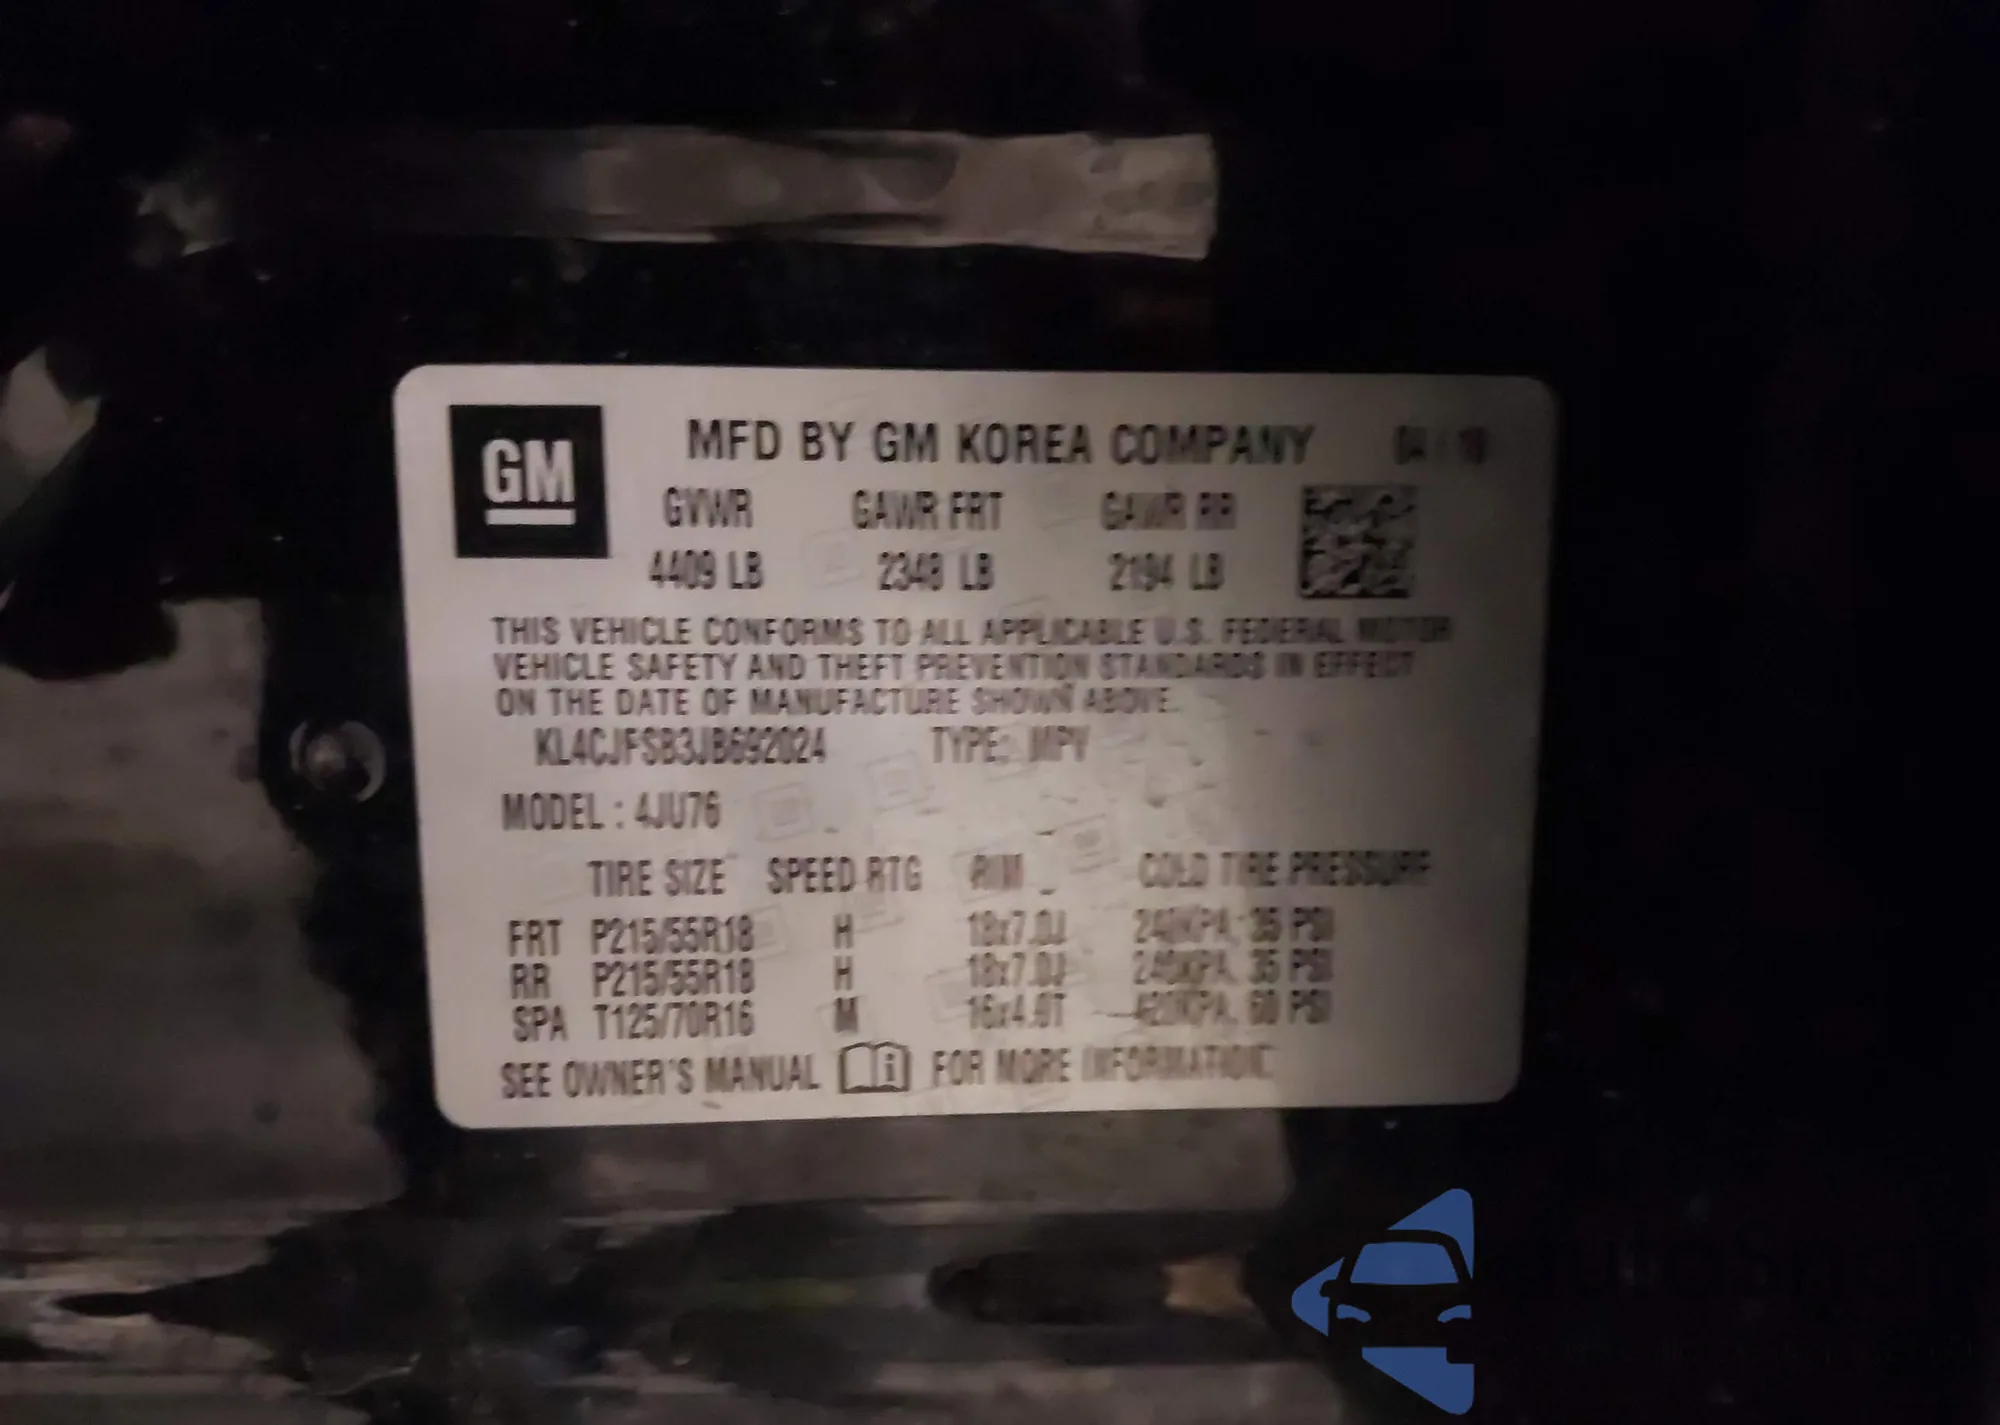 GM
MFD BY GM KOREA COMPANY 04 / 18
GVWR GAWR FRT GAWR RR
4409 LB 2348 LB 2194 LB
THIS VEHICLE CONFORMS TO ALL APPLICABLE U.S. FEDERAL MOTOR
VEHICLE SAFETY AND THEFT PREVENTION STANDARDS IN EFFECT
ON THE DATE OF MANUFACTURE SHOWN ABOVE.
KL4CJFSB3JB692024 TYPE: MPV
MODEL : 4JU76
TIRE SIZE SPEED RTG RIM COLD TIRE PRESSURE
FRT P215/55R18 H 18x7.0J 240KPA, 35 PSI
RR P215/55R18 H 18x7.0J 240KPA, 35 PSI
SPA T125/70R16 M 16x4.0T 420KPA, 60 PSI
SEE OWNER'S MANUAL FOR MORE INFORMATION.